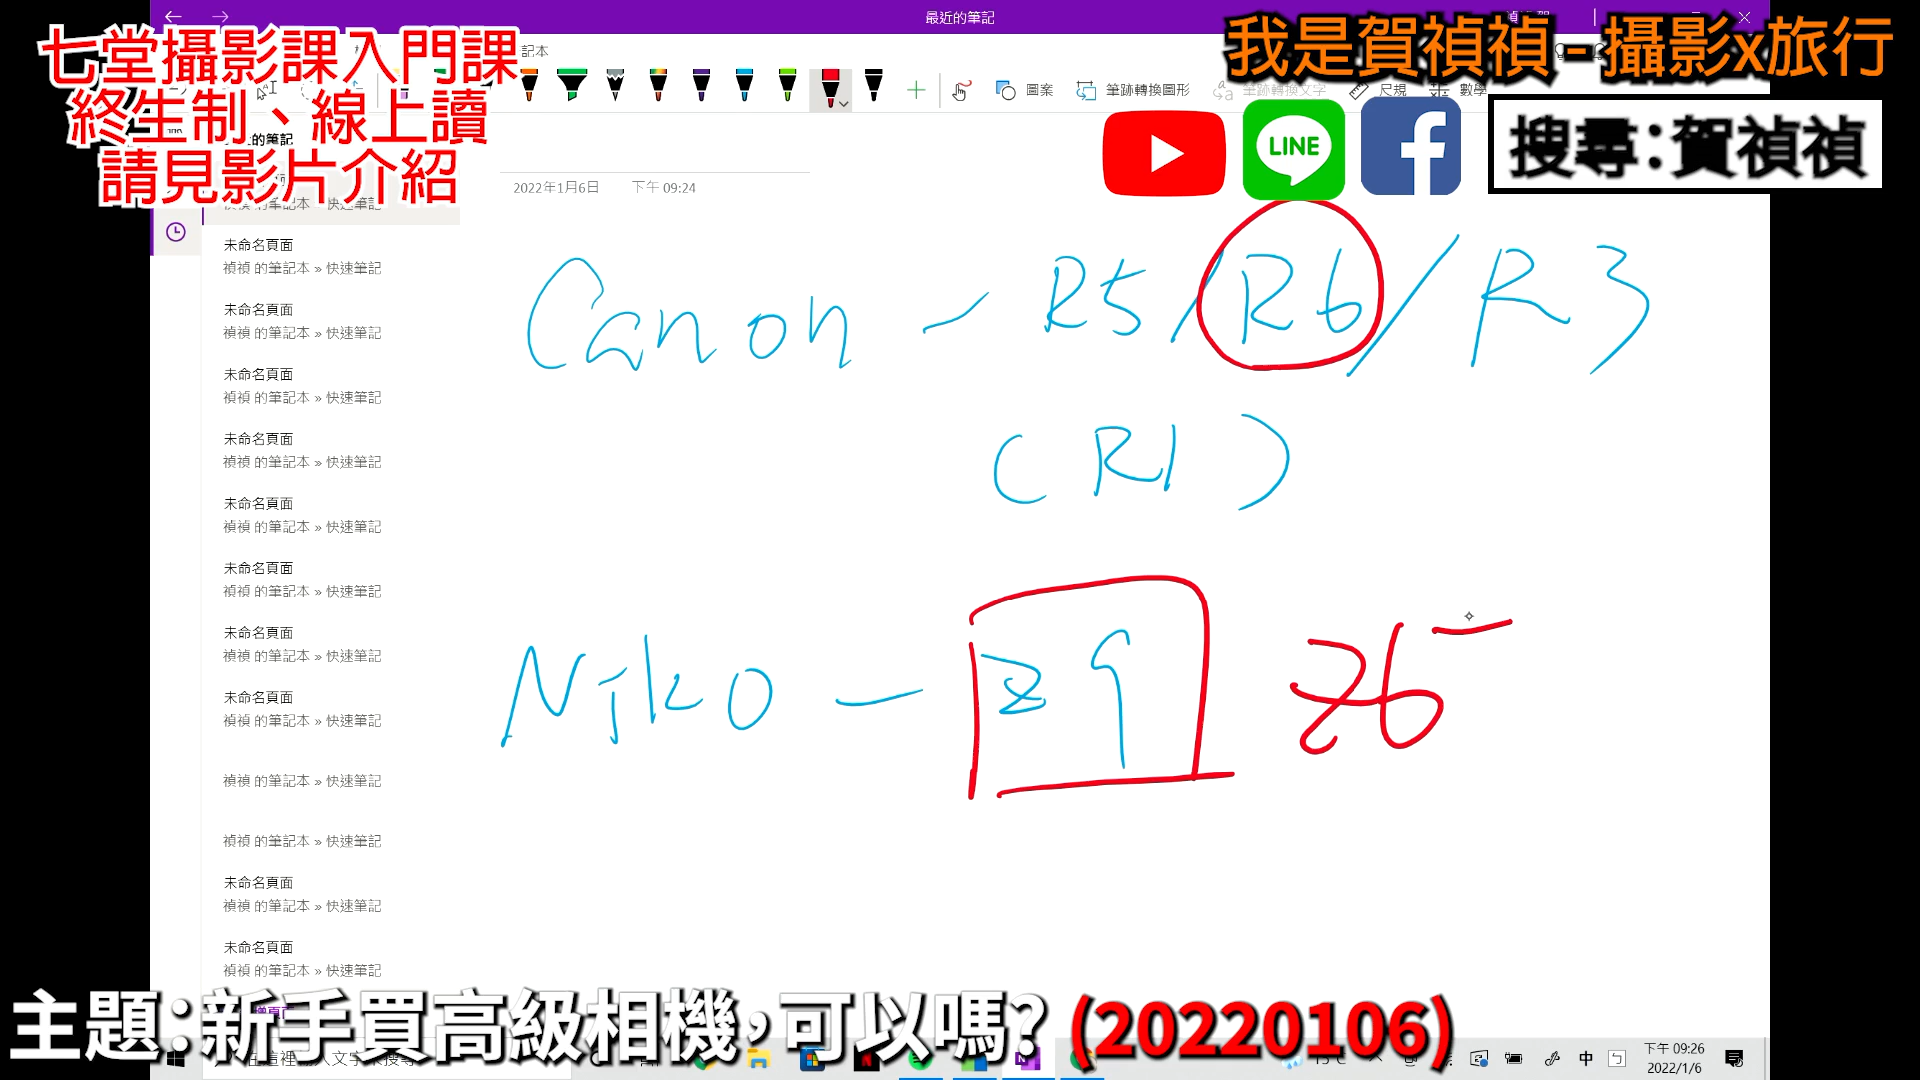 最近的筆記
七堂攝影課入門課
終生制、線上讀
請見影片介紹
我是賀禎禎 - 攝影x旅行
搜尋:賀禎禎
LINE
記本
圖案
筆跡轉換圖形
筆跡轉換文字
尺規
數學
的筆記
2022年1月6日 下午 09:24
未命名頁面
禎禎 的筆記本 » 快速筆記
未命名頁面
禎禎 的筆記本 » 快速筆記
未命名頁面
禎禎 的筆記本 » 快速筆記
未命名頁面
禎禎 的筆記本 » 快速筆記
未命名頁面
禎禎 的筆記本 » 快速筆記
未命名頁面
禎禎 的筆記本 » 快速筆記
未命名頁面
禎禎 的筆記本 » 快速筆記
未命名頁面
禎禎 的筆記本 » 快速筆記
禎禎 的筆記本 » 快速筆記
禎禎 的筆記本 » 快速筆記
未命名頁面
禎禎 的筆記本 » 快速筆記
未命名頁面
禎禎 的筆記本 » 快速筆記
Canon - R5/R6/R3
(R1)
Niko - Z9 Z6
主題:新手買高級相機,可以嗎? (20220106)
中
下午 09:26
2022/1/6